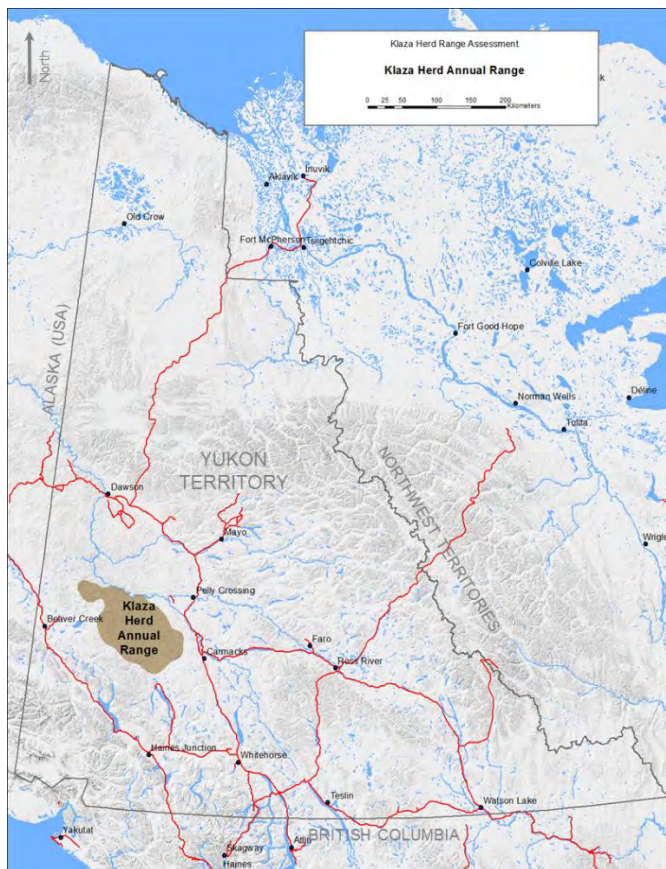 Klaza Herd Range Assessment
Klaza Herd Annual Range
0 25 50 100 150 200
Kilometers
k
North
Inuvik
Aklavik
Old Crow
Fort McPherson
Tsiigehtchic
Colville Lake
ALASKA (USA)
Fort Good Hope
Norman Wells
Déline
Tulita
YUKON
TERRITORY
NORTHWEST TERRITORIES
Dawson
Mayo
Wrigle
Pelly Crossing
Klaza
Herd
Annual
Range
Beaver Creek
Carmacks
Faro
Ross River
Haines Junction
Whitehorse
Teslin
Watson Lake
BRITISH COLUMBIA
Yakutat
Skagway
Haines
Atlin